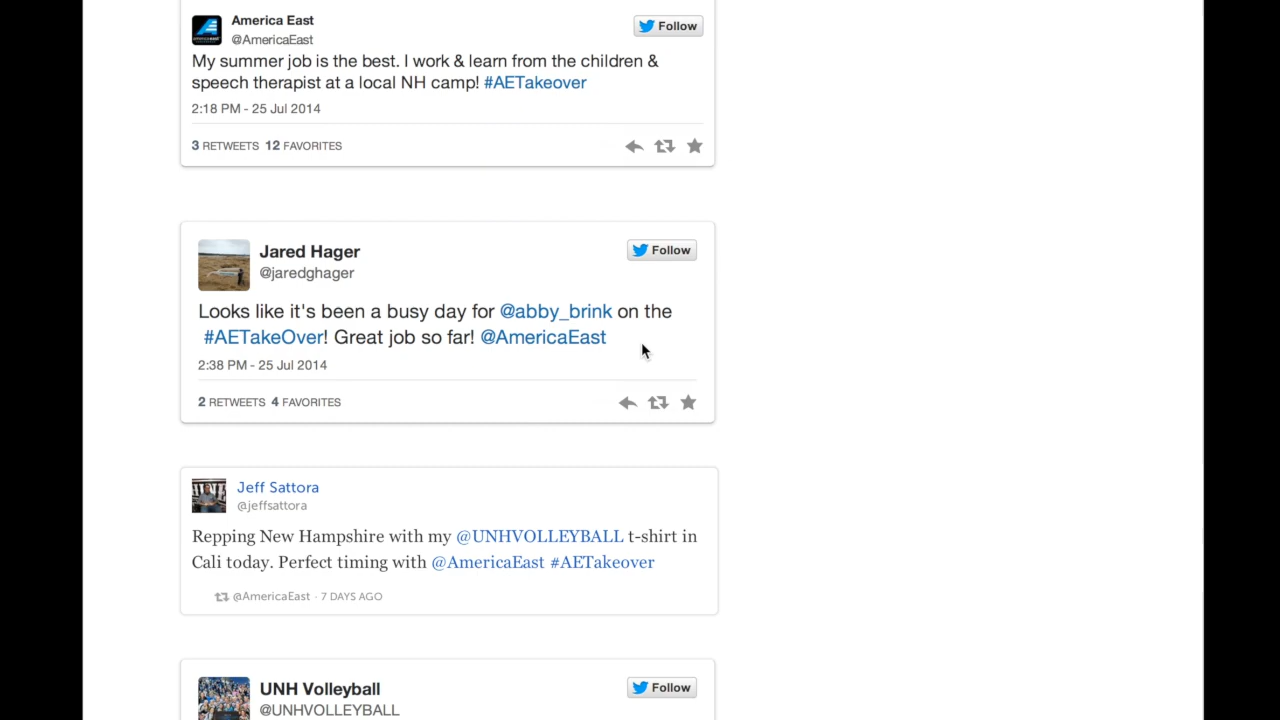 America East
Follow
@AmericaEast
My summer job is the best. I work & learn from the children &
speech therapist at a local NH camp! #AETakeover
2:18 PM - 25 Jul 2014
3 RETWEETS 12 FAVORITES
Jared Hager
Follow
@jaredghager
Looks like it's been a busy day for @abby_brink on the
#AETakeOver! Great job so far! @AmericaEast
2:38 PM - 25 Jul 2014
2 RETWEETS 4 FAVORITES
Jeff Sattora
@jeffsattora
Repping New Hampshire with my @UNHVOLLEYBALL t-shirt in
Cali today. Perfect timing with @AmericaEast #AETakeover
@AmericaEast · 7 DAYS AGO
UNH Volleyball
Follow
@UNHVOLLEYBALL